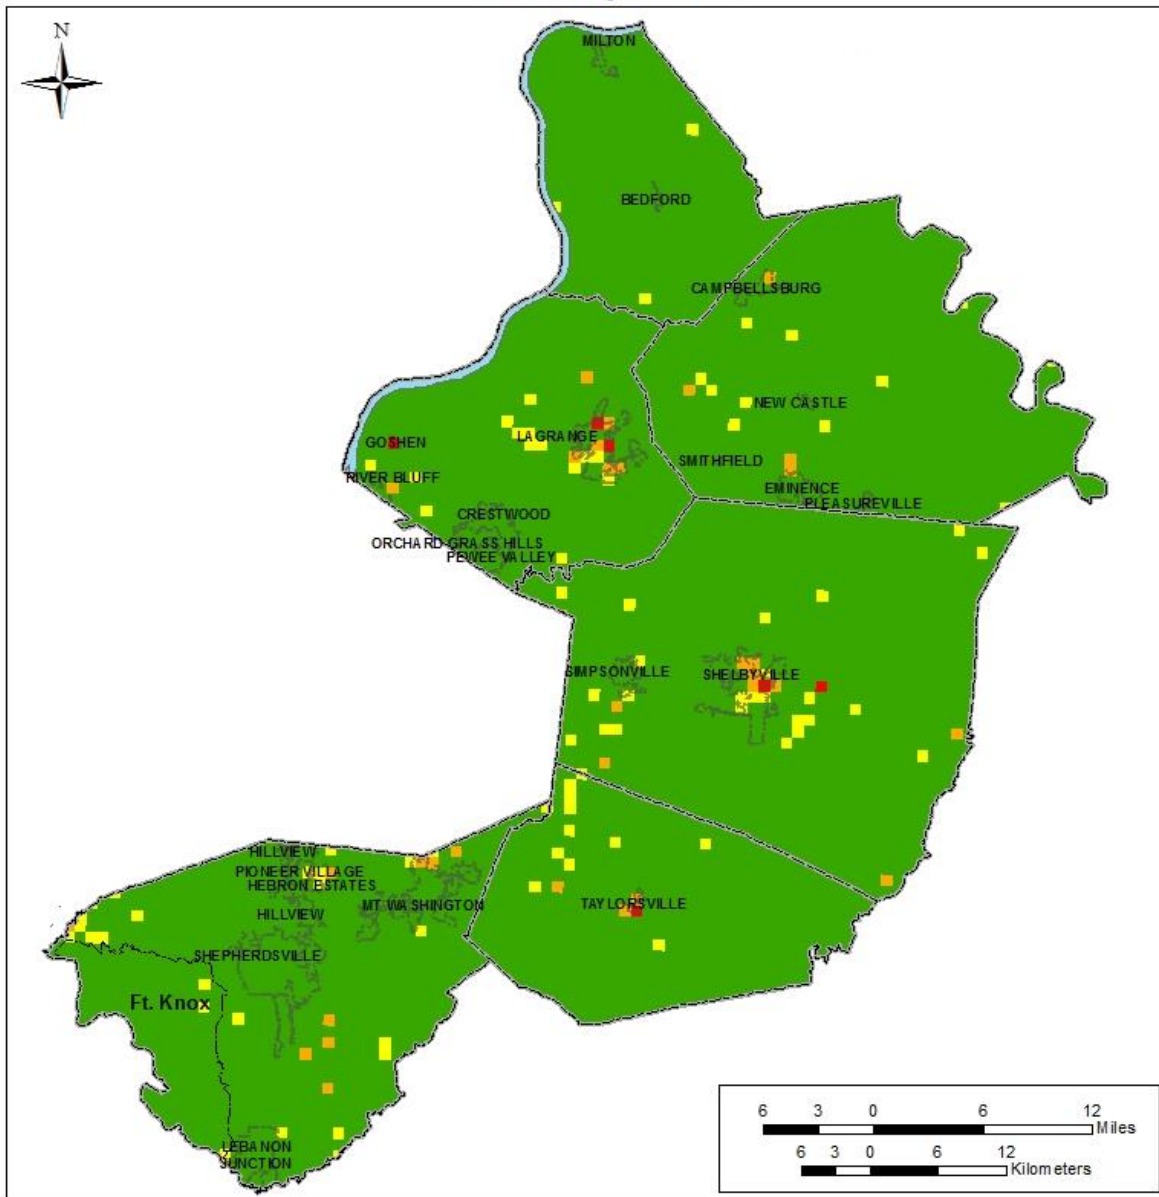 N
MILTON
BEDFORD
CAMPBELLSBURG
NEW CASTLE
LAGRANGE
GOSHEN
SMITHFIELD
RIVER BLUFF
EMINENCE
PLEASUREVILLE
CRESTWOOD
ORCHARD GRASS HILLS
PEWEE VALLEY
SIMPSONVILLE
SHELBYVILLE
HILLVIEW
PIONEER VILLAGE
HEBRON ESTATES
MT WASHINGTON
TAYLORSVILLE
HILLVIEW
SHEPHERDSVILLE
Ft. Knox
LEBANON
JUNCTION
6 3 0 6 12
Miles
6 3 0 6 12
Kilometers